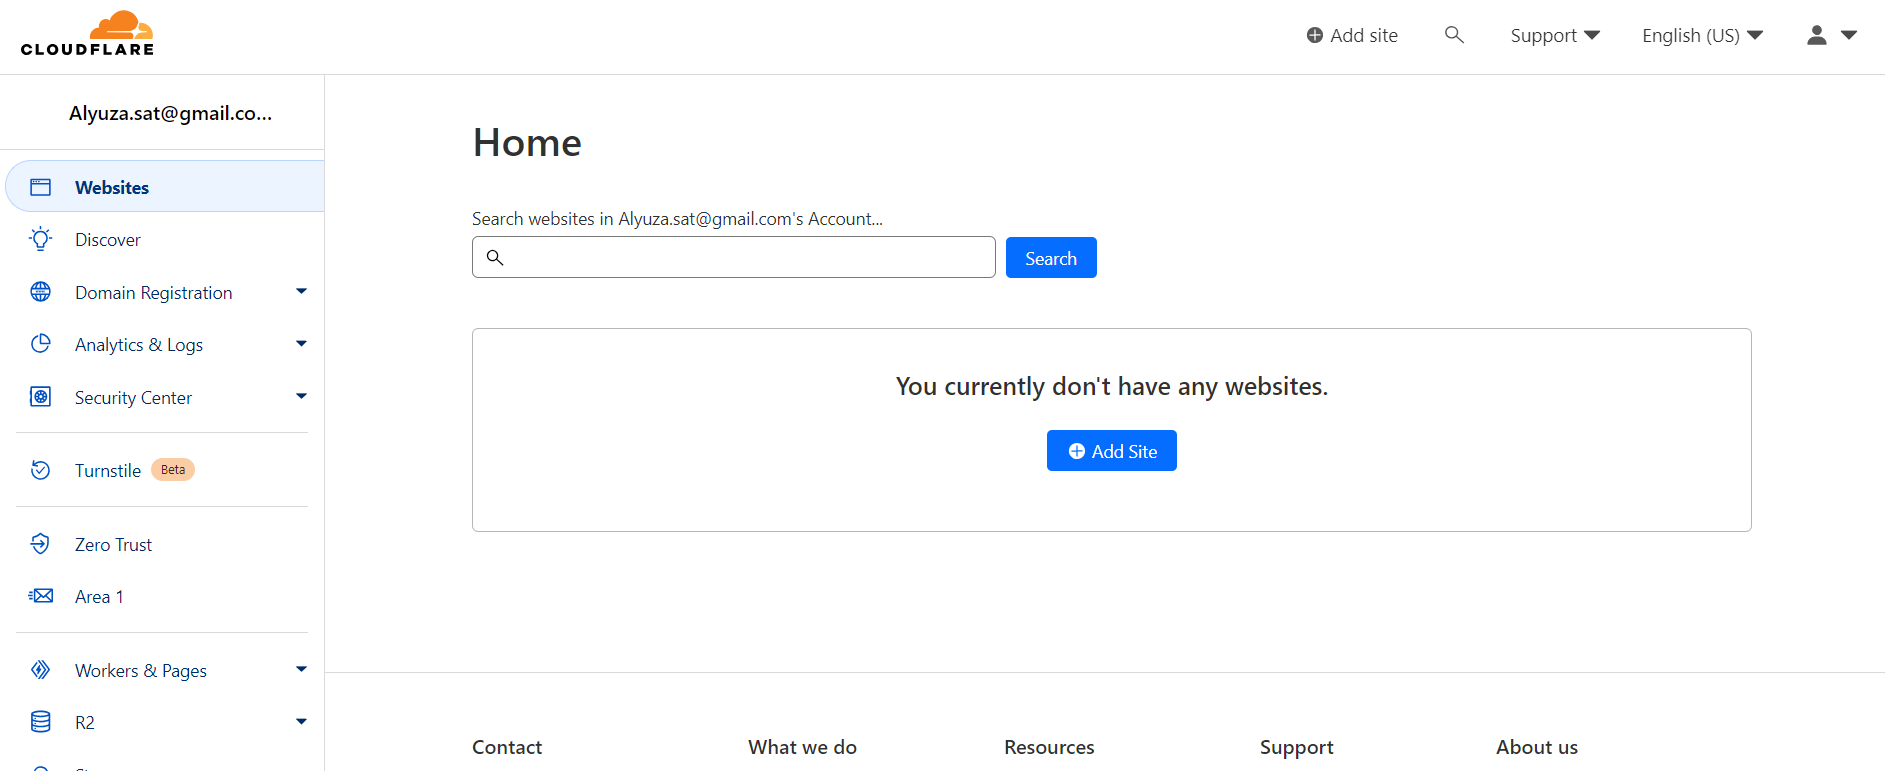 CLOUDFLARE
Add site
Support
English (US)
Alyuza.sat@gmail.co...
Websites
Discover
Domain Registration
Analytics & Logs
Security Center
Turnstile Beta
Zero Trust
Area 1
Workers & Pages
R2
Home
Search websites in Alyuza.sat@gmail.com's Account...
Search
You currently don't have any websites.
Add Site
Contact
What we do
Resources
Support
About us